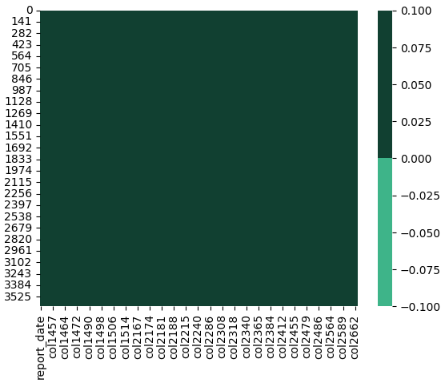 0
141
282
423
564
705
846
987
1128
1269
1410
1551
1692
1833
1974
2115
2256
2397
2538
2679
2820
2961
3102
3243
3384
3525
report_date
col1457
col1464
col1472
col1490
col1498
col1506
col1514
col2167
col2174
col2181
col2188
col2215
col2240
col2286
col2308
col2318
col2340
col2365
col2384
col2412
col2455
col2479
col2486
col2564
col2589
col2662
0.100
0.075
0.050
0.025
0.000
−0.025
−0.050
−0.075
−0.100